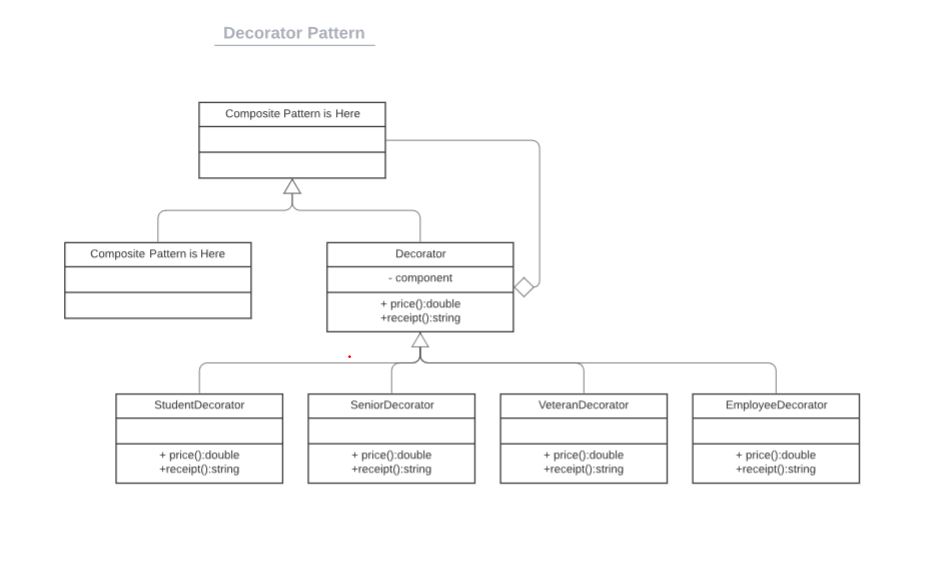 Decorator Pattern
Composite Pattern is Here
Composite Pattern is Here
Decorator
- component
+ price():double
+receipt():string
StudentDecorator
+ price():double
+receipt():string
SeniorDecorator
+ price():double
+receipt():string
VeteranDecorator
+ price():double
+receipt():string
EmployeeDecorator
+ price():double
+receipt():string